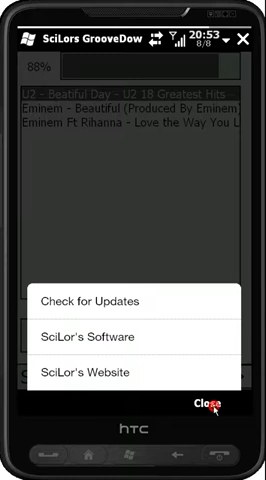 SciLors GrooveDow
20:53
8/8
88%
U2 - Beatiful Day - U2 18 Greatest Hits
Eminem - Beautiful (Produced By Eminem)
Eminem Ft Rihanna - Love the Way You L
Check for Updates
SciLor's Software
SciLor's Website
Close
hTC